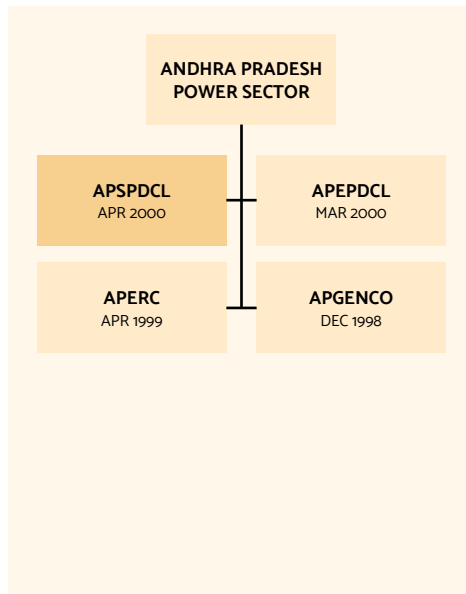 ANDHRA PRADESH
POWER SECTOR
APSPDCL
APR 2000
APEPDCL
MAR 2000
APERC
APR 1999
APGENCO
DEC 1998